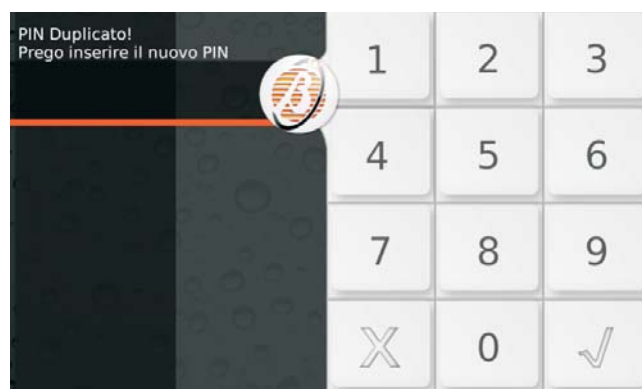 PIN Duplicato!
Prego inserire il nuovo PIN
1 2 3
4 5 6
7 8 9
X 0 √